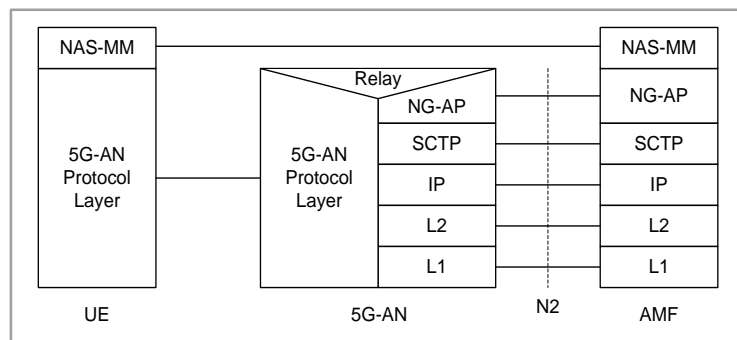 NAS-MM
5G-AN
Protocol
Layer
UE
Relay
5G-AN
Protocol
Layer
NG-AP
SCTP
IP
L2
L1
5G-AN
N2
NAS-MM
NG-AP
SCTP
IP
L2
L1
AMF